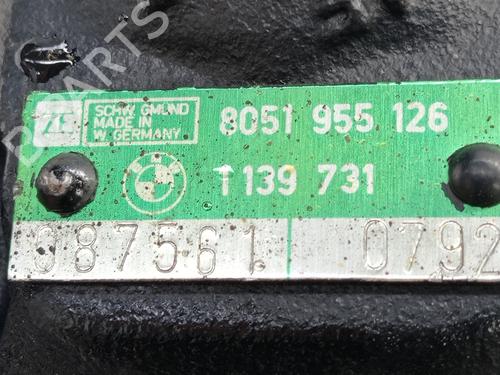 ZF
SCHW. GMÜND
MADE IN
W. GERMANY
8051 955 126
1 139 731
087561 0792